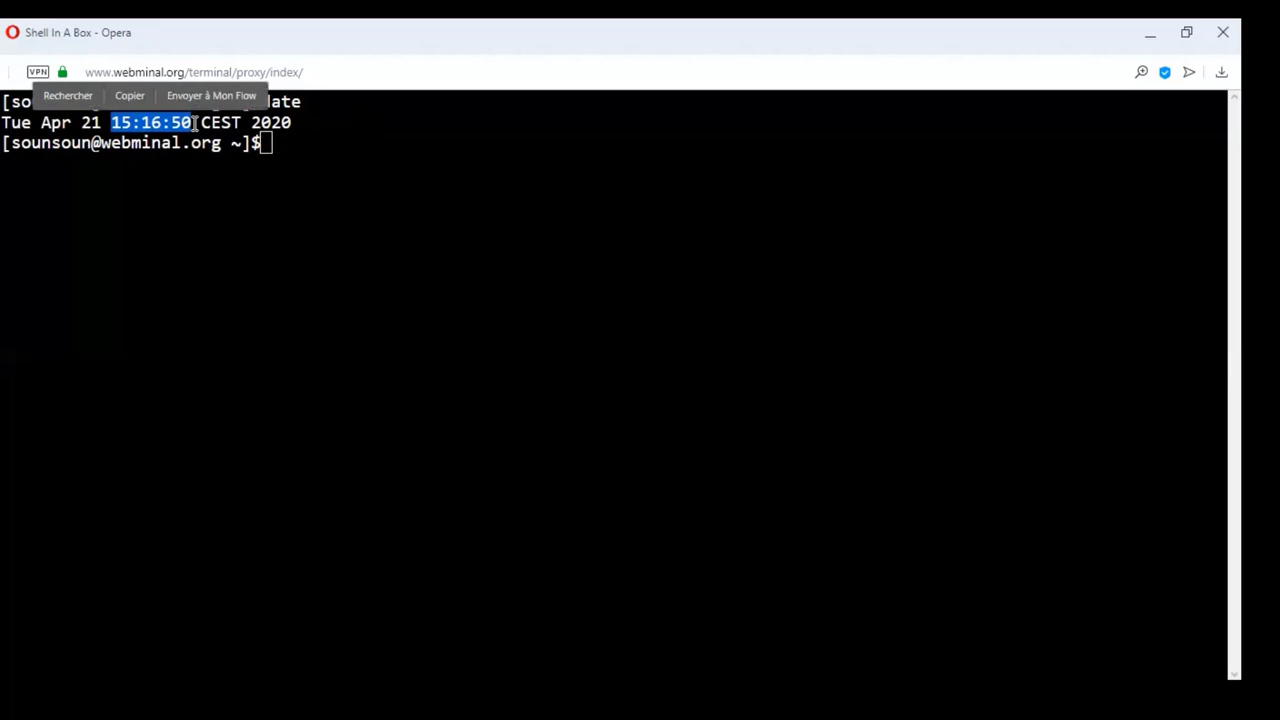 Shell In A Box - Opera
VPN www.webminal.org/terminal/proxy/index/
Rechercher Copier Envoyer à Mon Flow
[so
Tue Apr 21 15:16:50 CEST 2020
[sounsoun@webminal.org ~]$